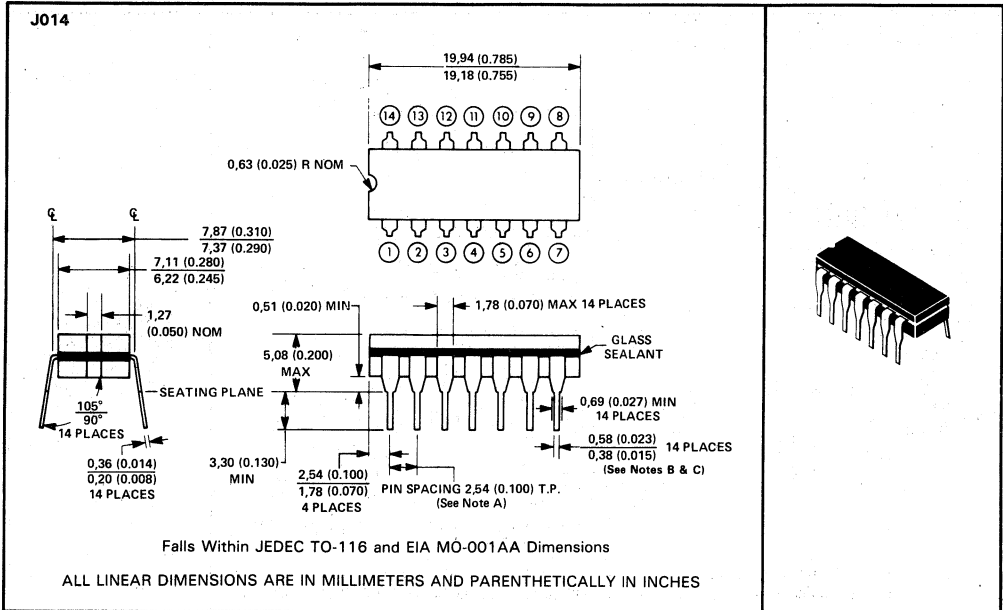 J014
19,94 (0.785)
19,18 (0.755)
14 13 12 11 10 9 8
0,63 (0.025) R NOM
1 2 3 4 5 6 7
℄ ℄
7,87 (0.310)
7,37 (0.290)
7,11 (0.280)
6,22 (0.245)
1,27
(0.050) NOM
0,51 (0.020) MIN
1,78 (0.070) MAX 14 PLACES
5,08 (0.200)
MAX
GLASS
SEALANT
SEATING PLANE
105°
90°
14 PLACES
0,36 (0.014)
0,20 (0.008)
14 PLACES
3,30 (0.130)
MIN
2,54 (0.100)
1,78 (0.070)
4 PLACES
PIN SPACING 2,54 (0.100) T.P.
(See Note A)
0,69 (0.027) MIN
14 PLACES
0,58 (0.023)
0,38 (0.015)
14 PLACES
(See Notes B & C)
Falls Within JEDEC TO-116 and EIA MO-001AA Dimensions
ALL LINEAR DIMENSIONS ARE IN MILLIMETERS AND PARENTHETICALLY IN INCHES